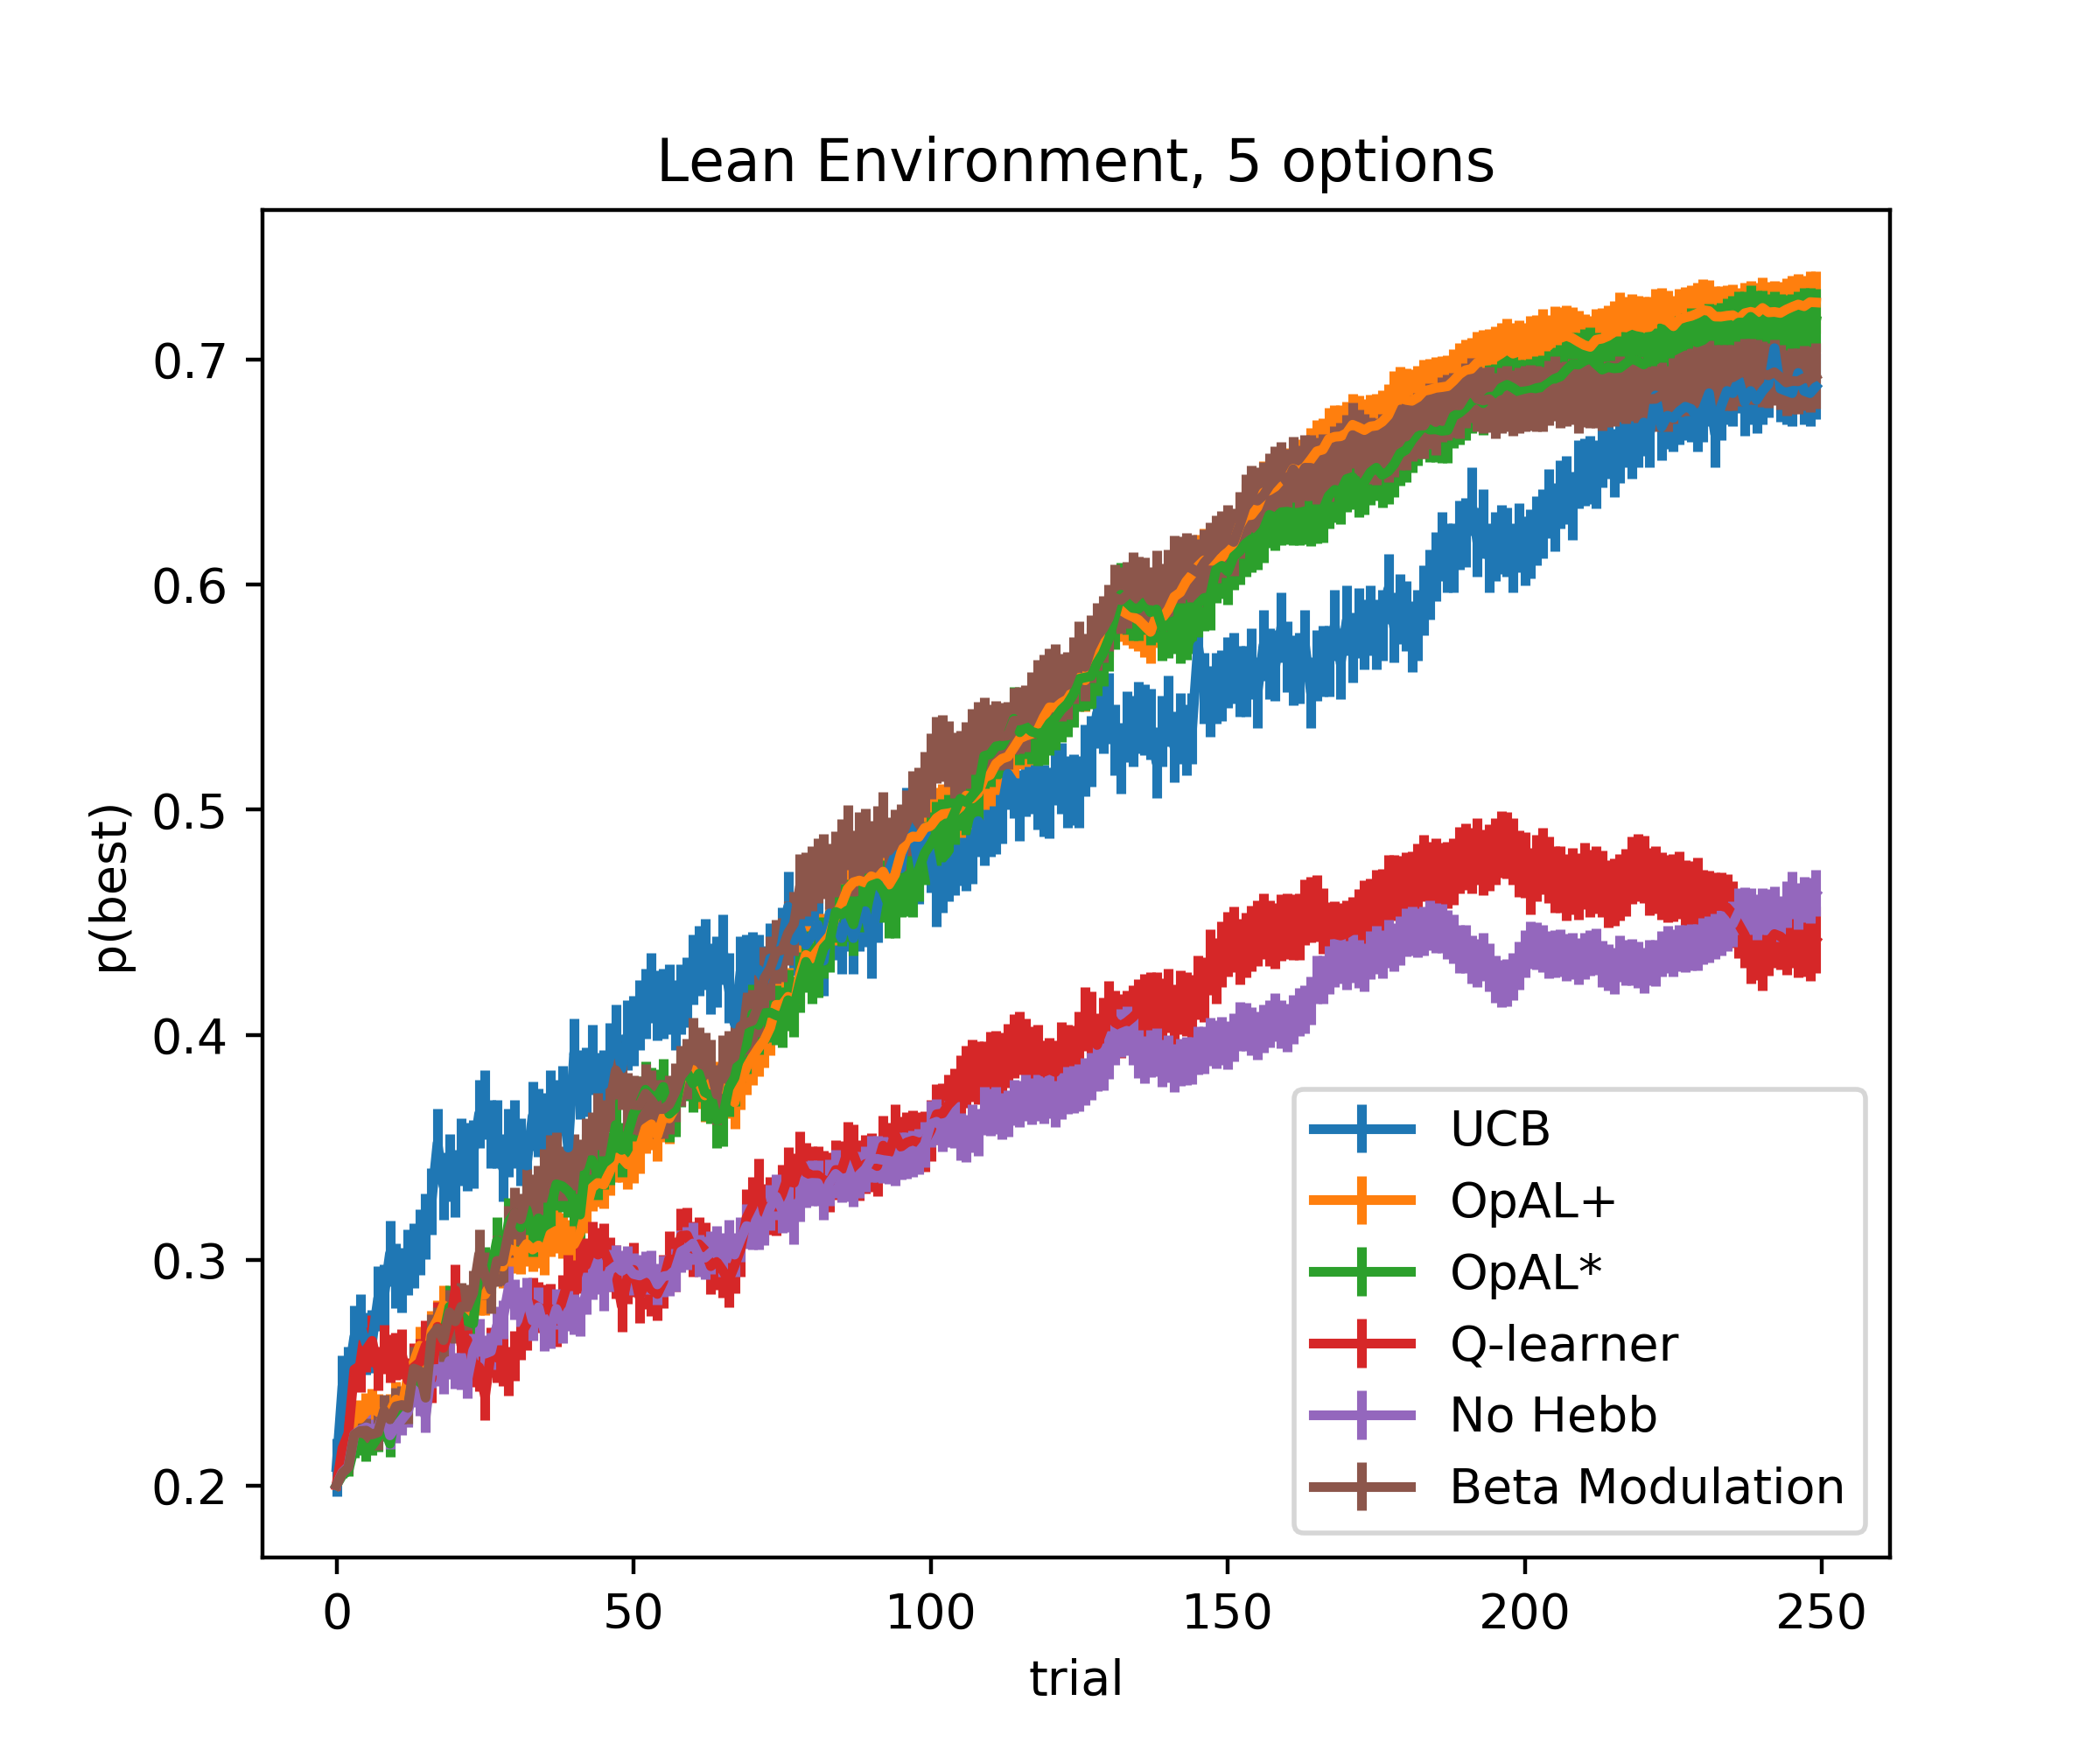 Lean Environment, 5 options
p(best)
0.7
0.6
0.5
0.4
0.3
0.2
0 50 100 150 200 250
trial
UCB
OpAL+
OpAL*
Q-learner
No Hebb
Beta Modulation